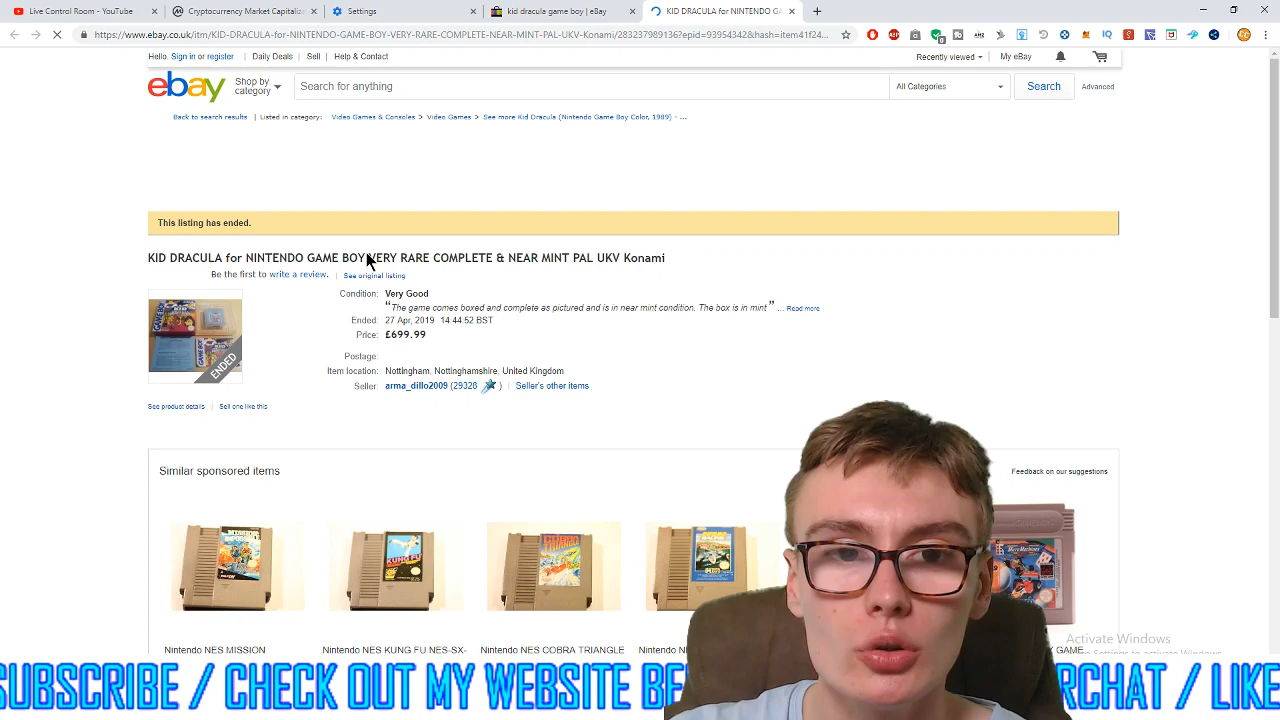 Live Control Room - YouTube
Cryptocurrency Market Capitaliz
Settings
kid dracula game boy | eBay
KID DRACULA for NINTENDO GA
https://www.ebay.co.uk/itm/KID-DRACULA-for-NINTENDO-GAME-BOY-VERY-RARE-COMPLETE-NEAR-MINT-PAL-UKV-Konami/283237989136?epid=93954342&hash=item41f24...
Hello. Sign in or register
Daily Deals
Sell
Help & Contact
Recently viewed
My eBay
ebay
Shop by category
Search for anything
All Categories
Search
Advanced
Back to search results | Listed in category: Video Games & Consoles > Video Games > See more Kid Dracula (Nintendo Game Boy Color, 1989) - ...
This listing has ended.
KID DRACULA for NINTENDO GAME BOY VERY RARE COMPLETE & NEAR MINT PAL UKV Konami
Be the first to write a review. | See original listing
Condition: Very Good
"The game comes boxed and complete as pictured and is in near mint condition. The box is in mint" ... Read more
Ended: 27 Apr, 2019 14:44:52 BST
Price: £699.99
Postage:
Item location: Nottingham, Nottinghamshire, United Kingdom
Seller: arma_dillo2009 (29328 ) | Seller's other items
ENDED
See product details | Sell one like this
Similar sponsored items
Feedback on our suggestions
Nintendo NES MISSION
Nintendo NES KUNG FU NES-SX-
Nintendo NES COBRA TRIANGLE
Nintendo NES
GAME
Activate Windows
Settings to activate Windows
SUBSCRIBE / CHECK OUT MY WEBSITE BE
RCHAT / LIKE